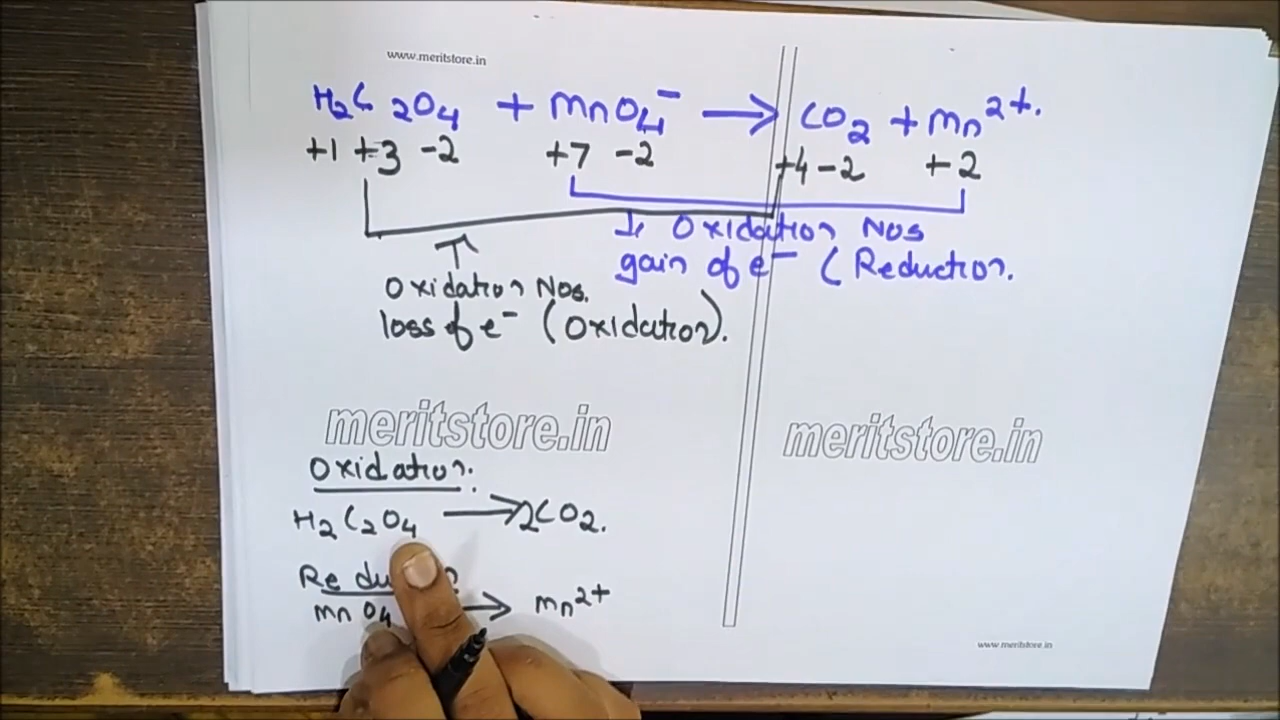 www.meritstore.in
H2C2O4 + MnO4⁻ → CO2 + Mn²⁺.
+1 +3 -2 +7 -2 +4 -2 +2
Oxidation Nos
gain of e⁻ (Reduction.
Oxidation Nos.
loss of e⁻ (Oxidation).
meritstore.in meritstore.in
Oxidation.
H2C2O4 → 2CO2.
MnO4 → Mn²⁺
www.meritstore.in